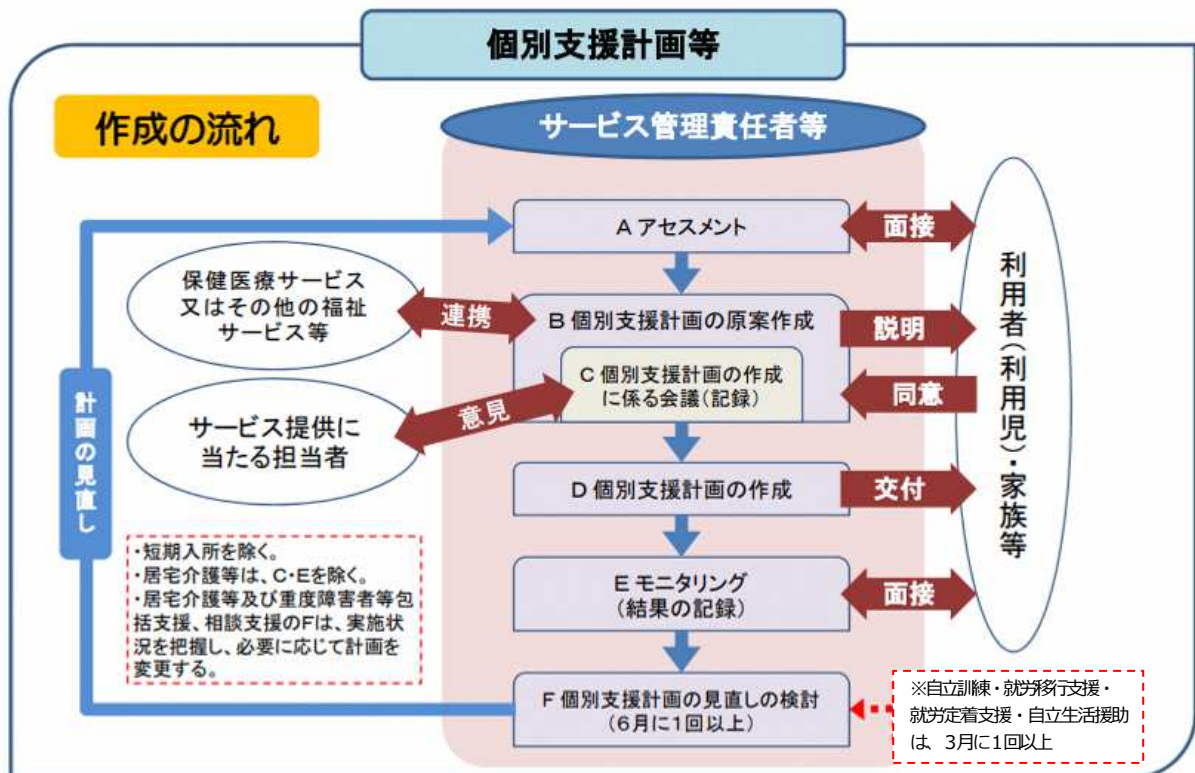 個別支援計画等
作成の流れ
サービス管理責任者等
A アセスメント
面接
保健医療サービス
又はその他の福祉
サービス等
連携
B 個別支援計画の原案作成
説明
C 個別支援計画の作成
に係る会議(記録)
同意
意見
サービス提供に
当たる担当者
D 個別支援計画の作成
交付
利用者(利用児)・家族等
計画の見直し
・短期入所を除く。
・居宅介護等は、C・Eを除く。
・居宅介護等及び重度障害者等包
括支援、相談支援のFは、実施状
況を把握し、必要に応じて計画を
変更する。
E モニタリング
(結果の記録)
面接
F 個別支援計画の見直しの検討
(6月に1回以上)
※自立訓練・就労移行支援・
就労定着支援・自立生活援助
は、3月に1回以上